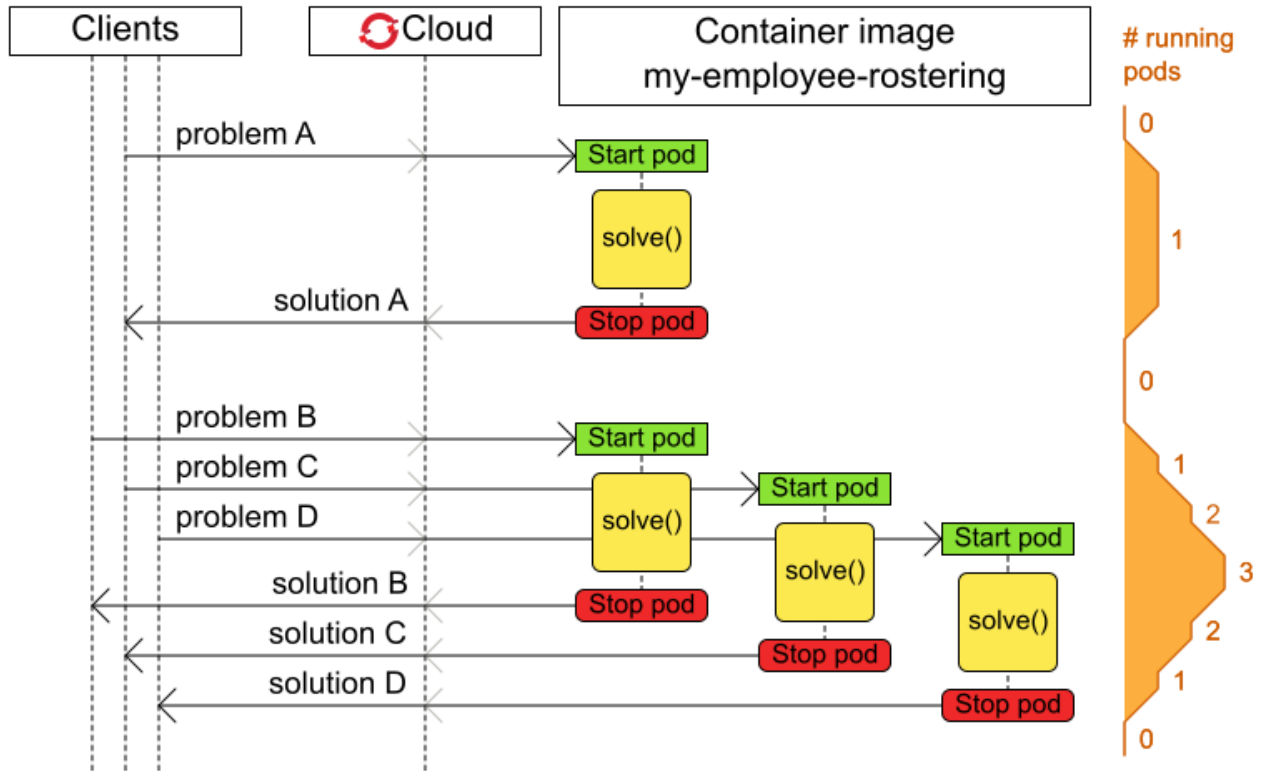 Clients
Cloud
Container image
my-employee-rostering
# running
pods
0
problem A
Start pod
solve()
1
solution A
Stop pod
0
problem B
Start pod
problem C
1
Start pod
problem D
solve()
2
Start pod
solve()
3
solution B
Stop pod
solve()
solution C
2
Stop pod
solution D
1
Stop pod
0